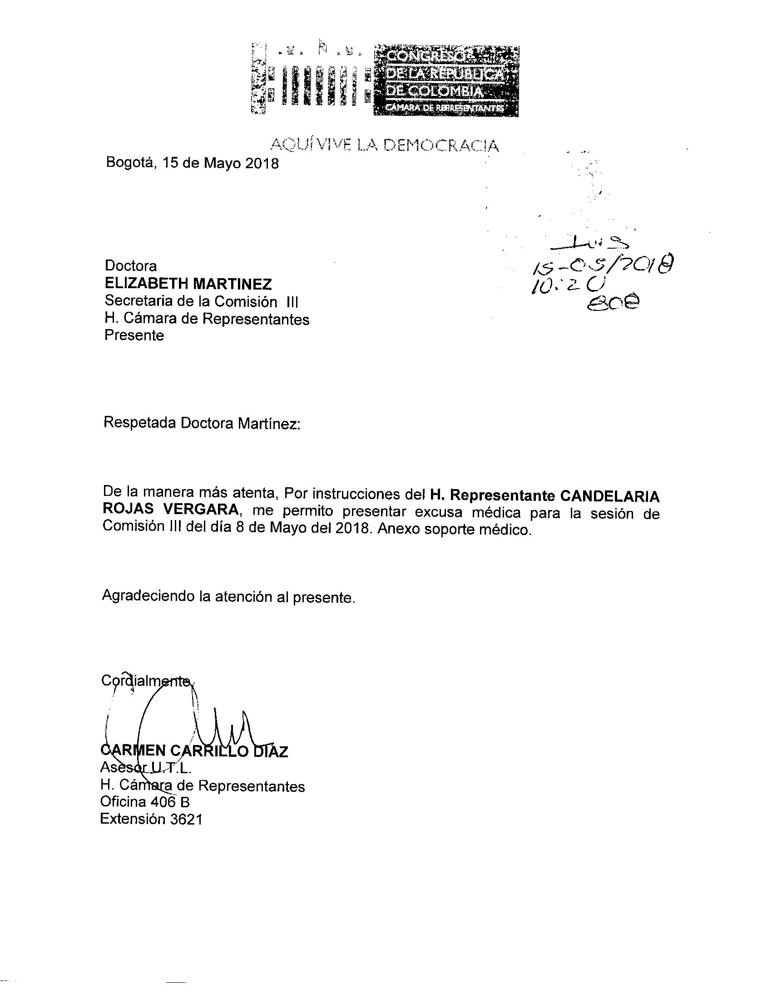 CONGRESO
DE LA REPÚBLICA
DE COLOMBIA
CÁMARA DE REPRESENTANTES
AQUÍ VIVE LA DEMOCRACIA
Bogotá, 15 de Mayo 2018
Luis
15-05/2018
10:20
808
Doctora
ELIZABETH MARTINEZ
Secretaria de la Comisión III
H. Cámara de Representantes
Presente
Respetada Doctora Martínez:
De la manera más atenta, Por instrucciones del H. Representante CANDELARIA
ROJAS VERGARA, me permito presentar excusa médica para la sesión de
Comisión III del día 8 de Mayo del 2018. Anexo soporte médico.
Agradeciendo la atención al presente.
Cordialmente,
CARMEN CARRILLO DIAZ
Asesor U.T.L.
H. Cámara de Representantes
Oficina 406 B
Extensión 3621